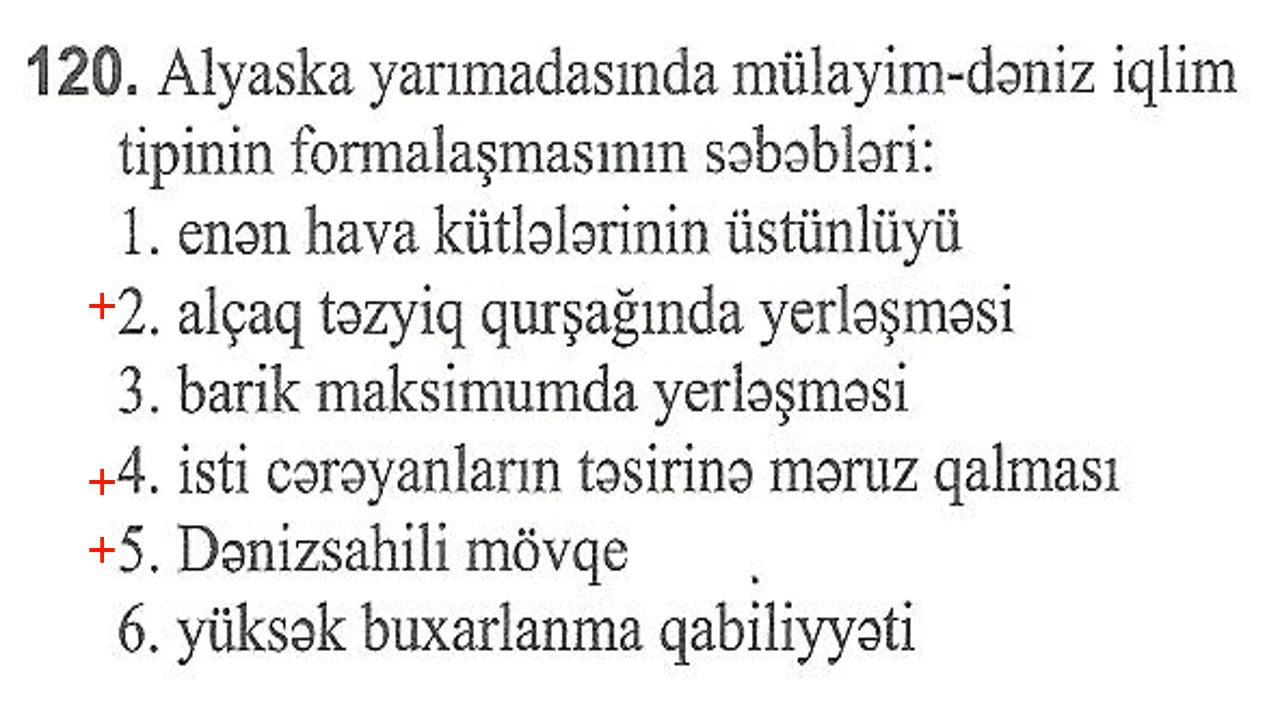 120. Alyaska yarımadasında mülayim-dəniz iqlim
tipinin formalaşmasının səbəbləri:
1. enən hava kütlələrinin üstünlüyü
+2. alçaq təzyiq qurşağında yerləşməsi
3. barik maksimumda yerləşməsi
+4. isti cərəyanların təsirinə məruz qalması
+5. Dənizsahili mövqe
6. yüksək buxarlanma qabiliyyəti